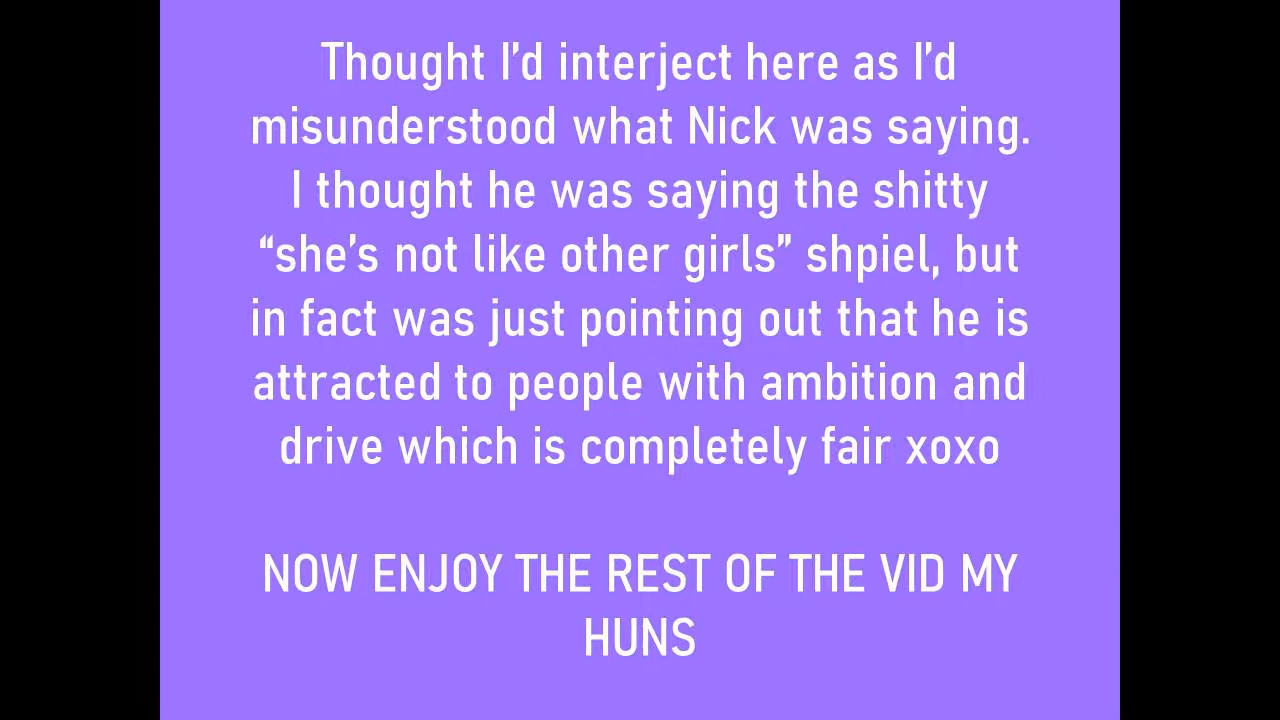 Thought I’d interject here as I’d
misunderstood what Nick was saying.
I thought he was saying the shitty
“she’s not like other girls” shpiel, but
in fact was just pointing out that he is
attracted to people with ambition and
drive which is completely fair xoxo
NOW ENJOY THE REST OF THE VID MY
HUNS